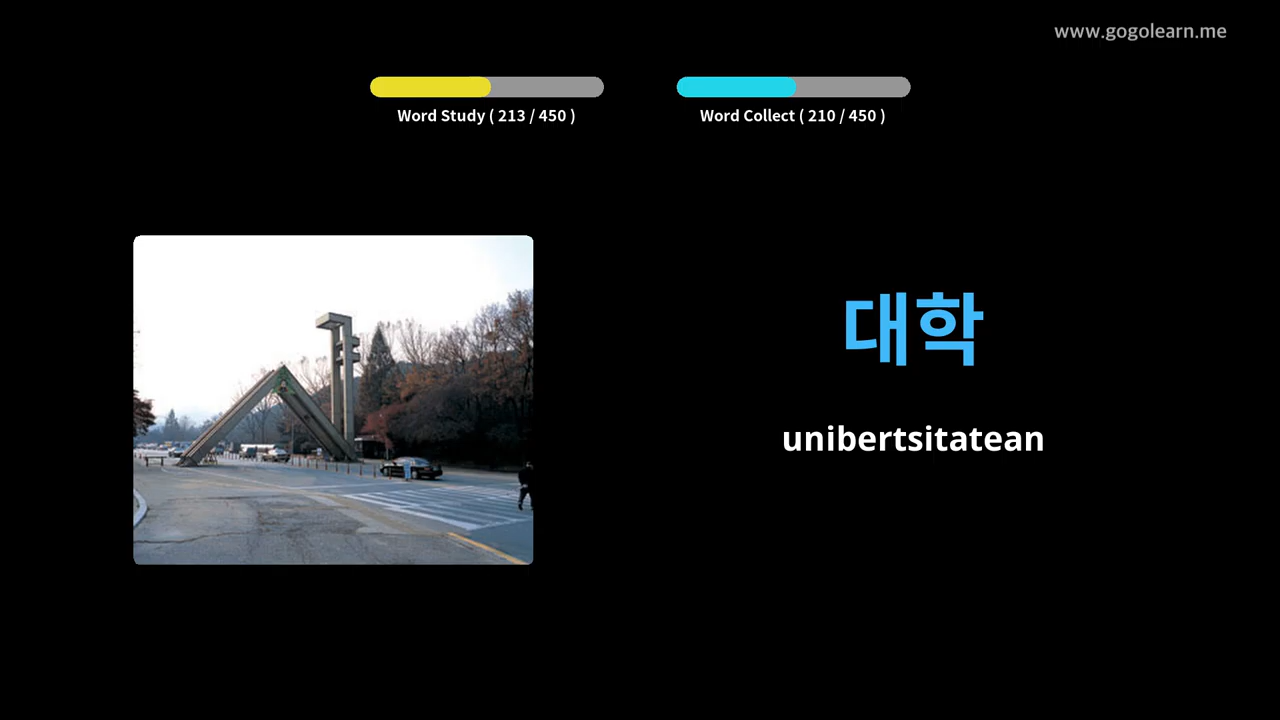 www.gogolearn.me
Word Study ( 213 / 450 )
Word Collect ( 210 / 450 )
대학
unibertsitatean